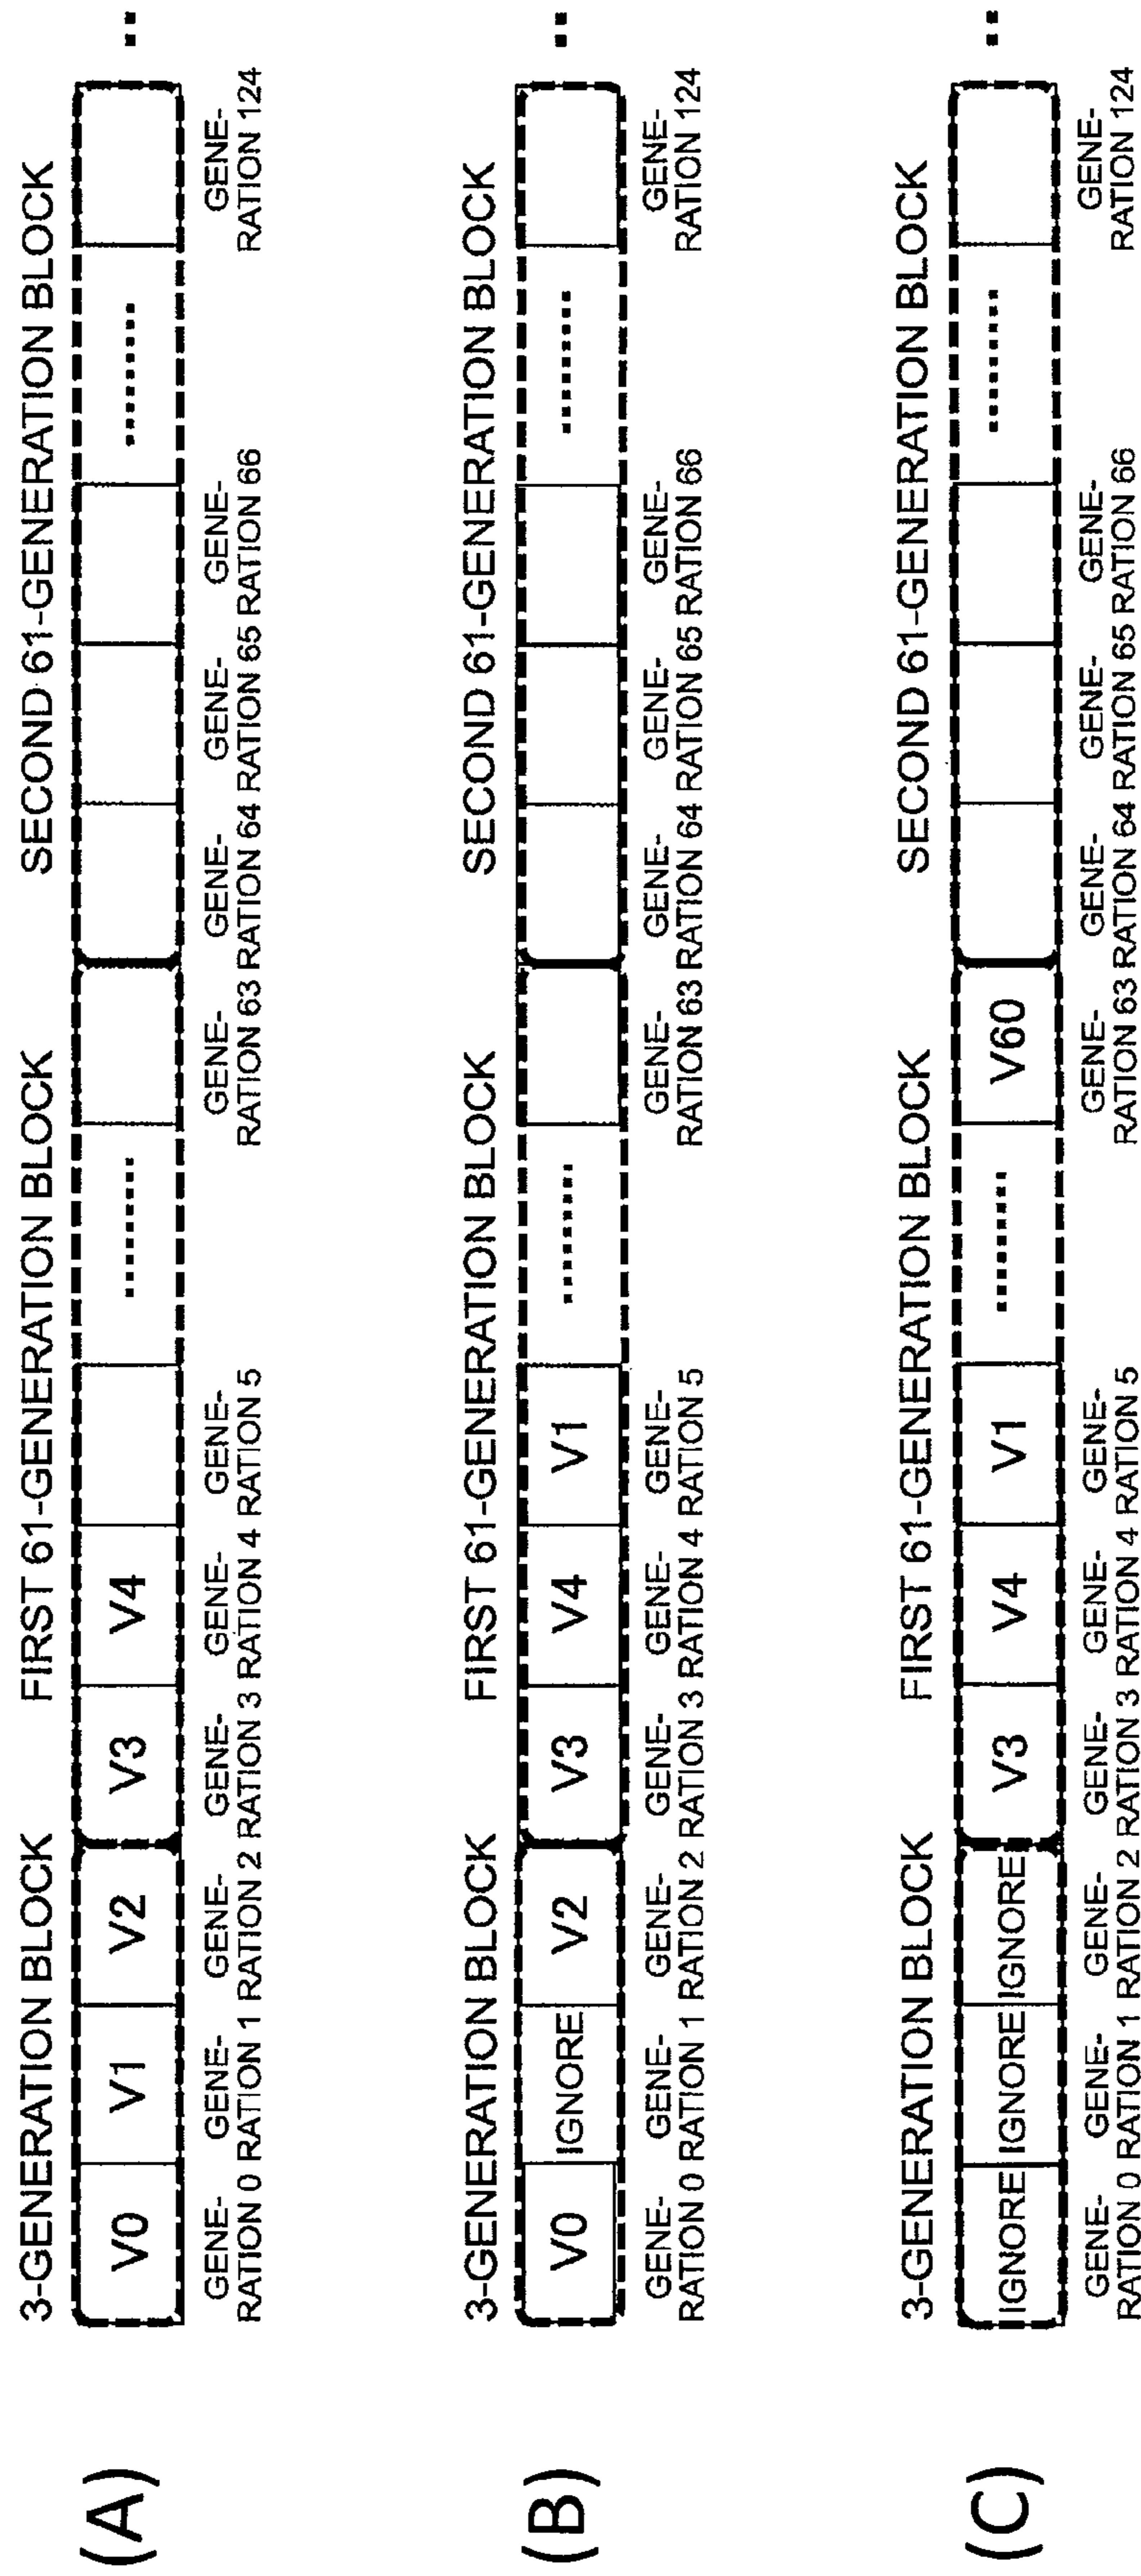 (A)
3-GENERATION BLOCK FIRST 61-GENERATION BLOCK SECOND 61-GENERATION BLOCK
V0 V1 V2 V3 V4 ......... ......... ..
GENE- GENE- GENE- GENE- GENE- GENE- GENE- GENE- GENE- GENE- GENE-
RATION 0 RATION 1 RATION 2 RATION 3 RATION 4 RATION 5 RATION 63 RATION 64 RATION 65 RATION 66 RATION 124
(B)
3-GENERATION BLOCK FIRST 61-GENERATION BLOCK SECOND 61-GENERATION BLOCK
V0 IGNORE V2 V3 V4 V1 ......... ......... ..
GENE- GENE- GENE- GENE- GENE- GENE- GENE- GENE- GENE- GENE- GENE-
RATION 0 RATION 1 RATION 2 RATION 3 RATION 4 RATION 5 RATION 63 RATION 64 RATION 65 RATION 66 RATION 124
(C)
3-GENERATION BLOCK FIRST 61-GENERATION BLOCK SECOND 61-GENERATION BLOCK
IGNORE IGNORE IGNORE V3 V4 V1 ......... V60 ......... ..
GENE- GENE- GENE- GENE- GENE- GENE- GENE- GENE- GENE- GENE- GENE-
RATION 0 RATION 1 RATION 2 RATION 3 RATION 4 RATION 5 RATION 63 RATION 64 RATION 65 RATION 66 RATION 124